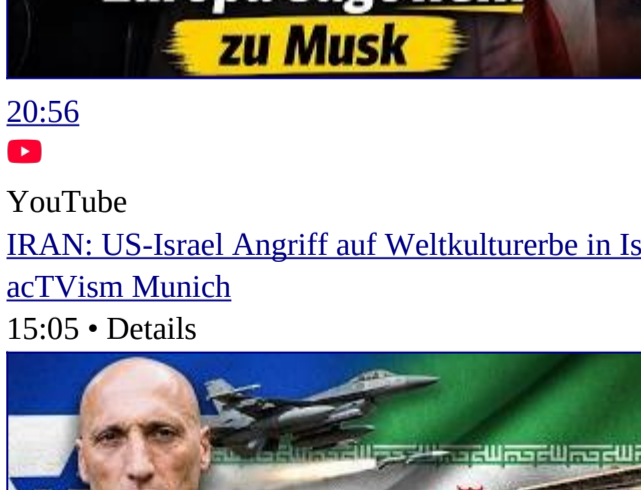 zu Musk
20:56
YouTube
IRAN: US-Israel Angriff auf Weltkulturerbe in Is
acTVism Munich
15:05 • Details